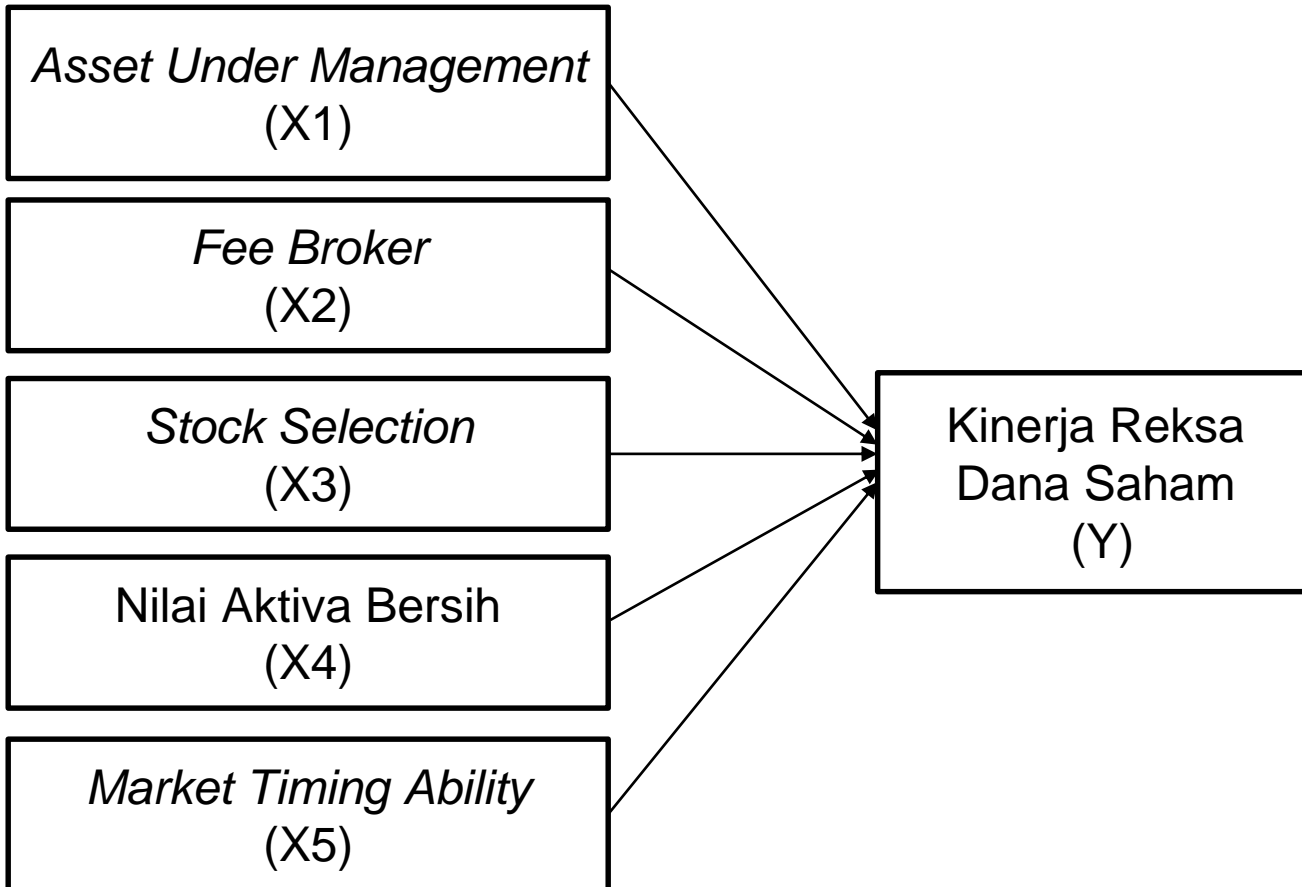 Asset Under Management
(X1)
Fee Broker
(X2)
Stock Selection
(X3)
Nilai Aktiva Bersih
(X4)
Market Timing Ability
(X5)
Kinerja Reksa
Dana Saham
(Y)